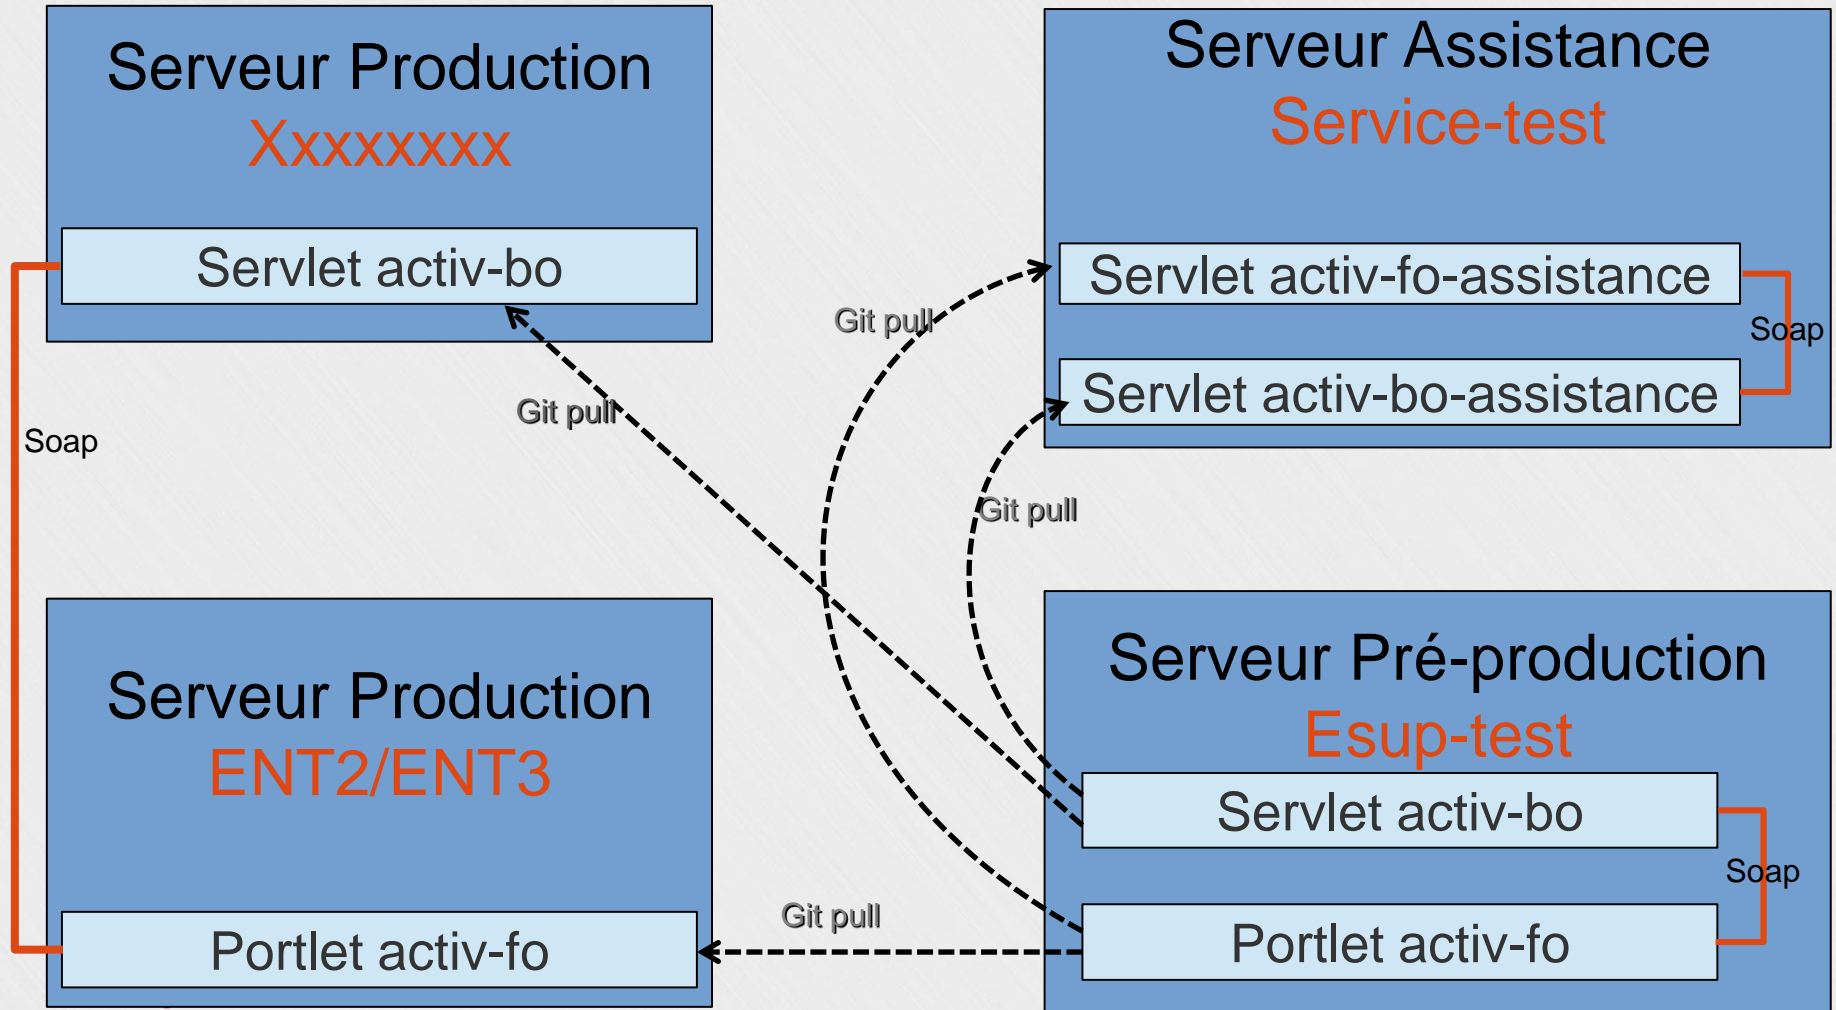 Serveur Production
Xxxxxxxx
Servlet activ-bo
Serveur Assistance
Service-test
Servlet activ-fo-assistance
Soap
Servlet activ-bo-assistance
Git pull
Git pull
Soap
Git pull
Serveur Production
ENT2/ENT3
Portlet activ-fo
Git pull
Serveur Pré-production
Esup-test
Servlet activ-bo
Soap
Portlet activ-fo